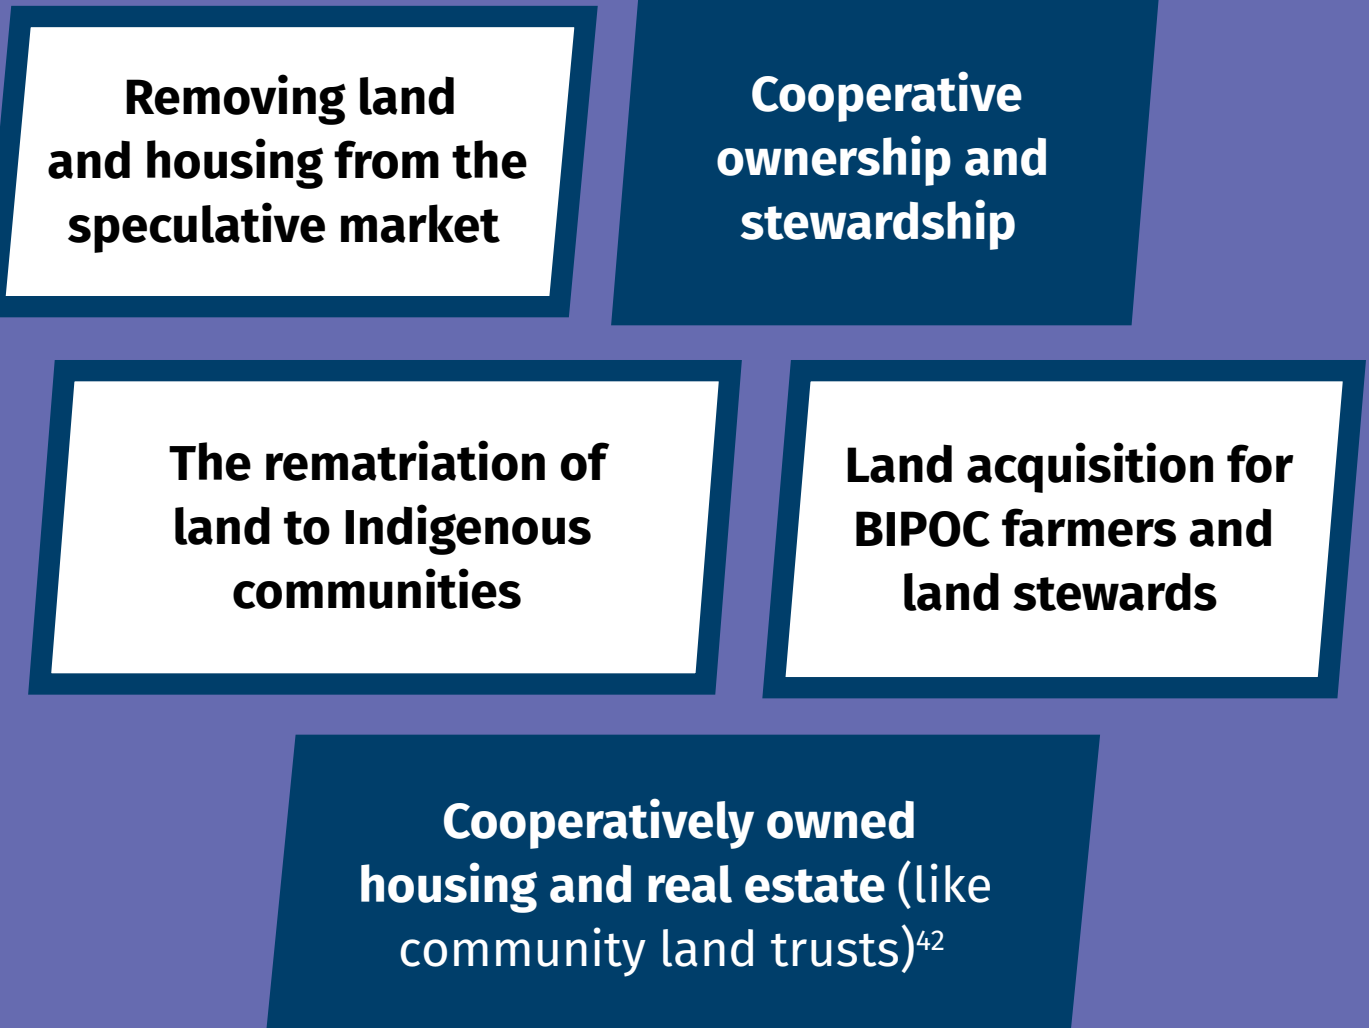 Removing land
and housing from the
speculative market
Cooperative
ownership and
stewardship
The rematriation of
land to Indigenous
communities
Land acquisition for
BIPOC farmers and
land stewards
Cooperatively owned
housing and real estate (like
community land trusts)⁴²